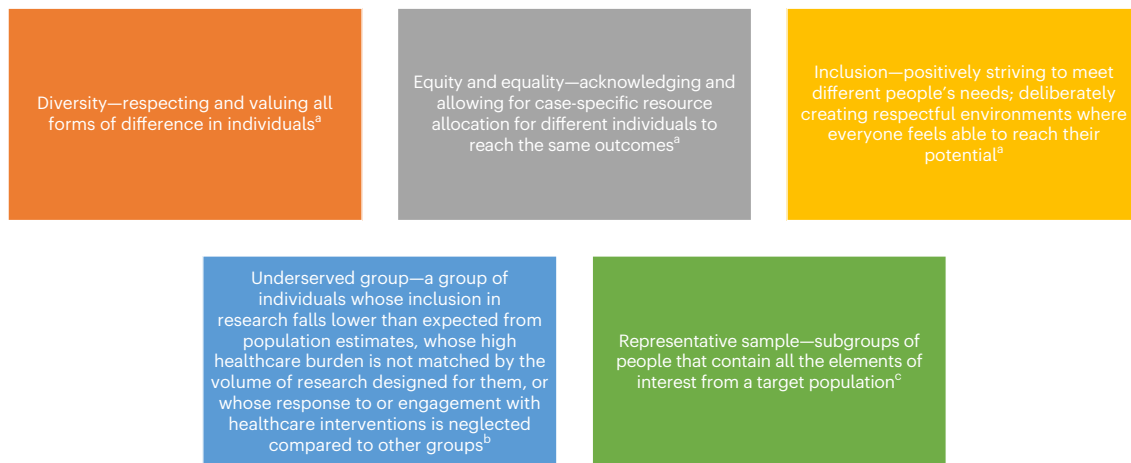 Diversity—respecting and valuing all
forms of difference in individualsᵃ
Equity and equality—acknowledging and
allowing for case-specific resource
allocation for different individuals to
reach the same outcomesᵃ
Inclusion—positively striving to meet
different people's needs; deliberately
creating respectful environments where
everyone feels able to reach their
potentialᵃ
Underserved group—a group of
individuals whose inclusion in
research falls lower than expected from
population estimates, whose high
healthcare burden is not matched by the
volume of research designed for them, or
whose response to or engagement with
healthcare interventions is neglected
compared to other groupsᵇ
Representative sample—subgroups of
people that contain all the elements of
interest from a target populationᶜ